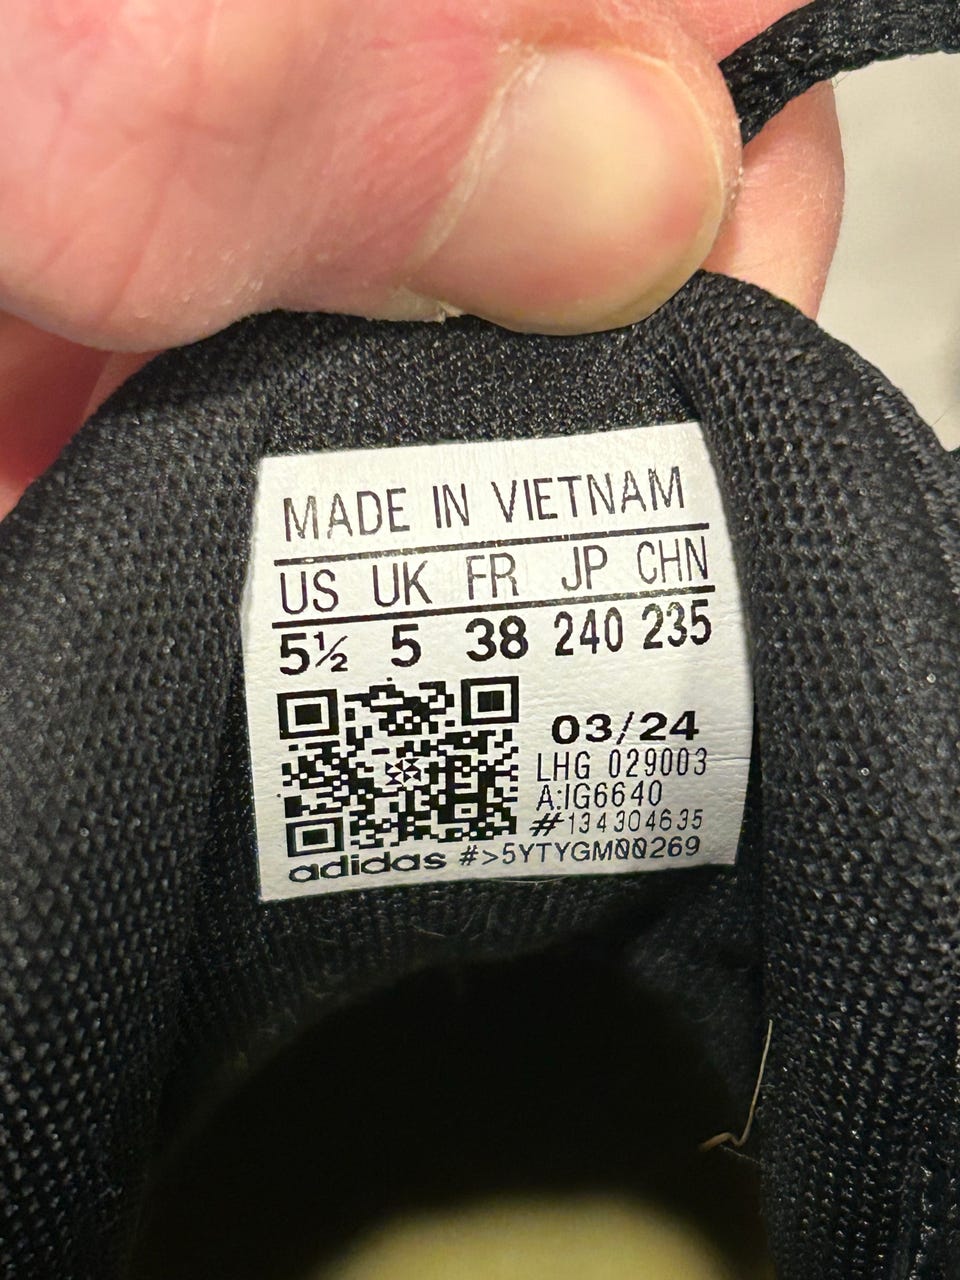 MADE IN VIETNAM
US UK FR JP CHN
5½ 5 38 240 235
03/24
LHG 029003
A:IG6640
#134304635
adidas #>5YTYGM00269